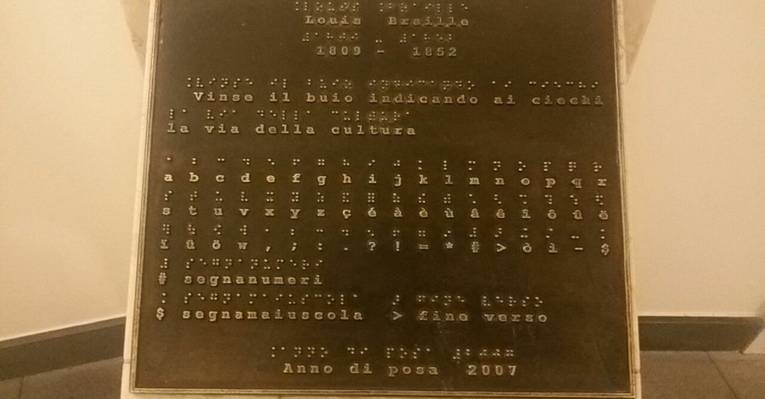 Louis Braille
1809 - 1852
Vinse il buio indicando ai ciechi
la via della cultura
a b c d e f g h i j k l m n o p q r
s t u v x y z ç é à è ù â ê î ô û ë
ï ü ö w , ; : . ? ! = * # > ò ì - $
# segnanumeri
$ segnamaiuscola > fine verso
Anno di posa 2007